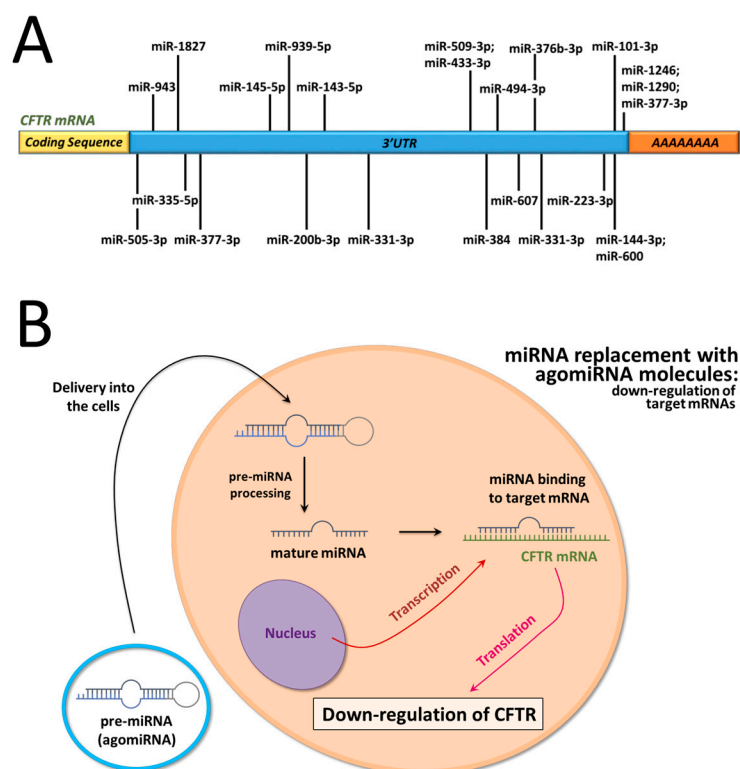 A
miR-1827
miR-939-5p
miR-509-3p;
miR-433-3p
miR-376b-3p
miR-101-3p
miR-943
miR-145-5p
miR-143-5p
miR-494-3p
miR-1246;
miR-1290;
miR-377-3p
CFTR mRNA
Coding Sequence
3'UTR
AAAAAAAA
miR-335-5p
miR-607
miR-223-3p
miR-505-3p
miR-377-3p
miR-200b-3p
miR-331-3p
miR-384
miR-331-3p
miR-144-3p;
miR-600
B
miRNA replacement with
agomiRNA molecules:
down-regulation of
target mRNAs
Delivery into
the cells
pre-miRNA
processing
mature miRNA
miRNA binding
to target mRNA
CFTR mRNA
Transcription
Nucleus
Translation
pre-miRNA
(agomiRNA)
Down-regulation of CFTR